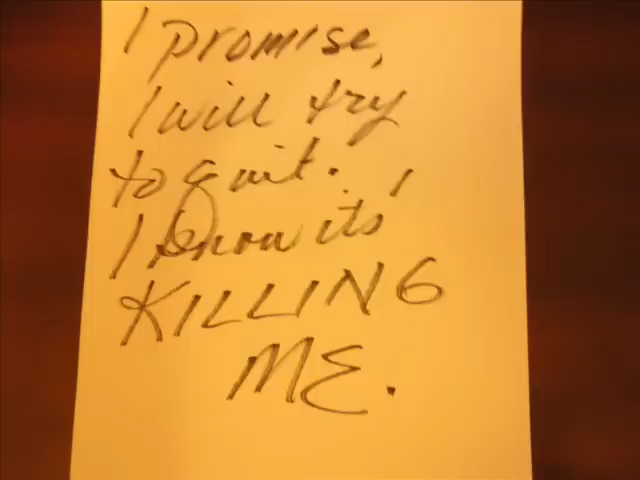 I promise,
I will try
to quit.
I know its'
KILLING
ME.